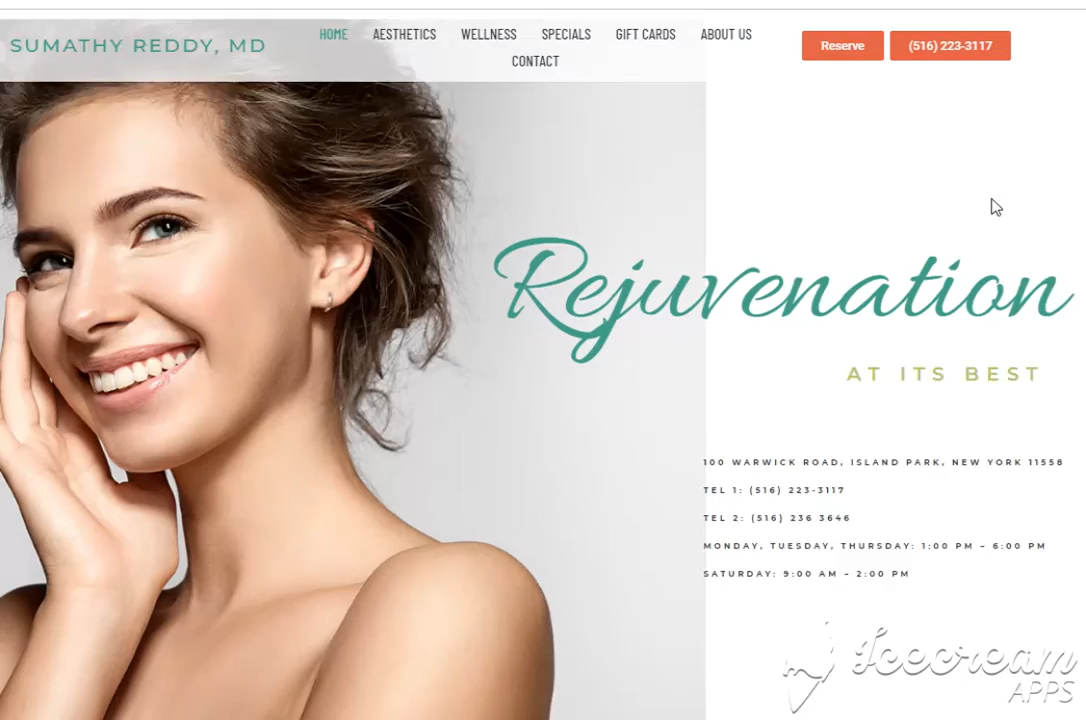 SUMATHY REDDY, MD
HOME AESTHETICS WELLNESS SPECIALS GIFT CARDS ABOUT US
CONTACT
Reserve
(516) 223-3117
Rejuvenation
AT ITS BEST
100 WARWICK ROAD, ISLAND PARK, NEW YORK 11558
TEL 1: (516) 223-3117
TEL 2: (516) 236 3646
MONDAY, TUESDAY, THURSDAY: 1:00 PM – 6:00 PM
SATURDAY: 9:00 AM – 2:00 PM
Icecream
APPS